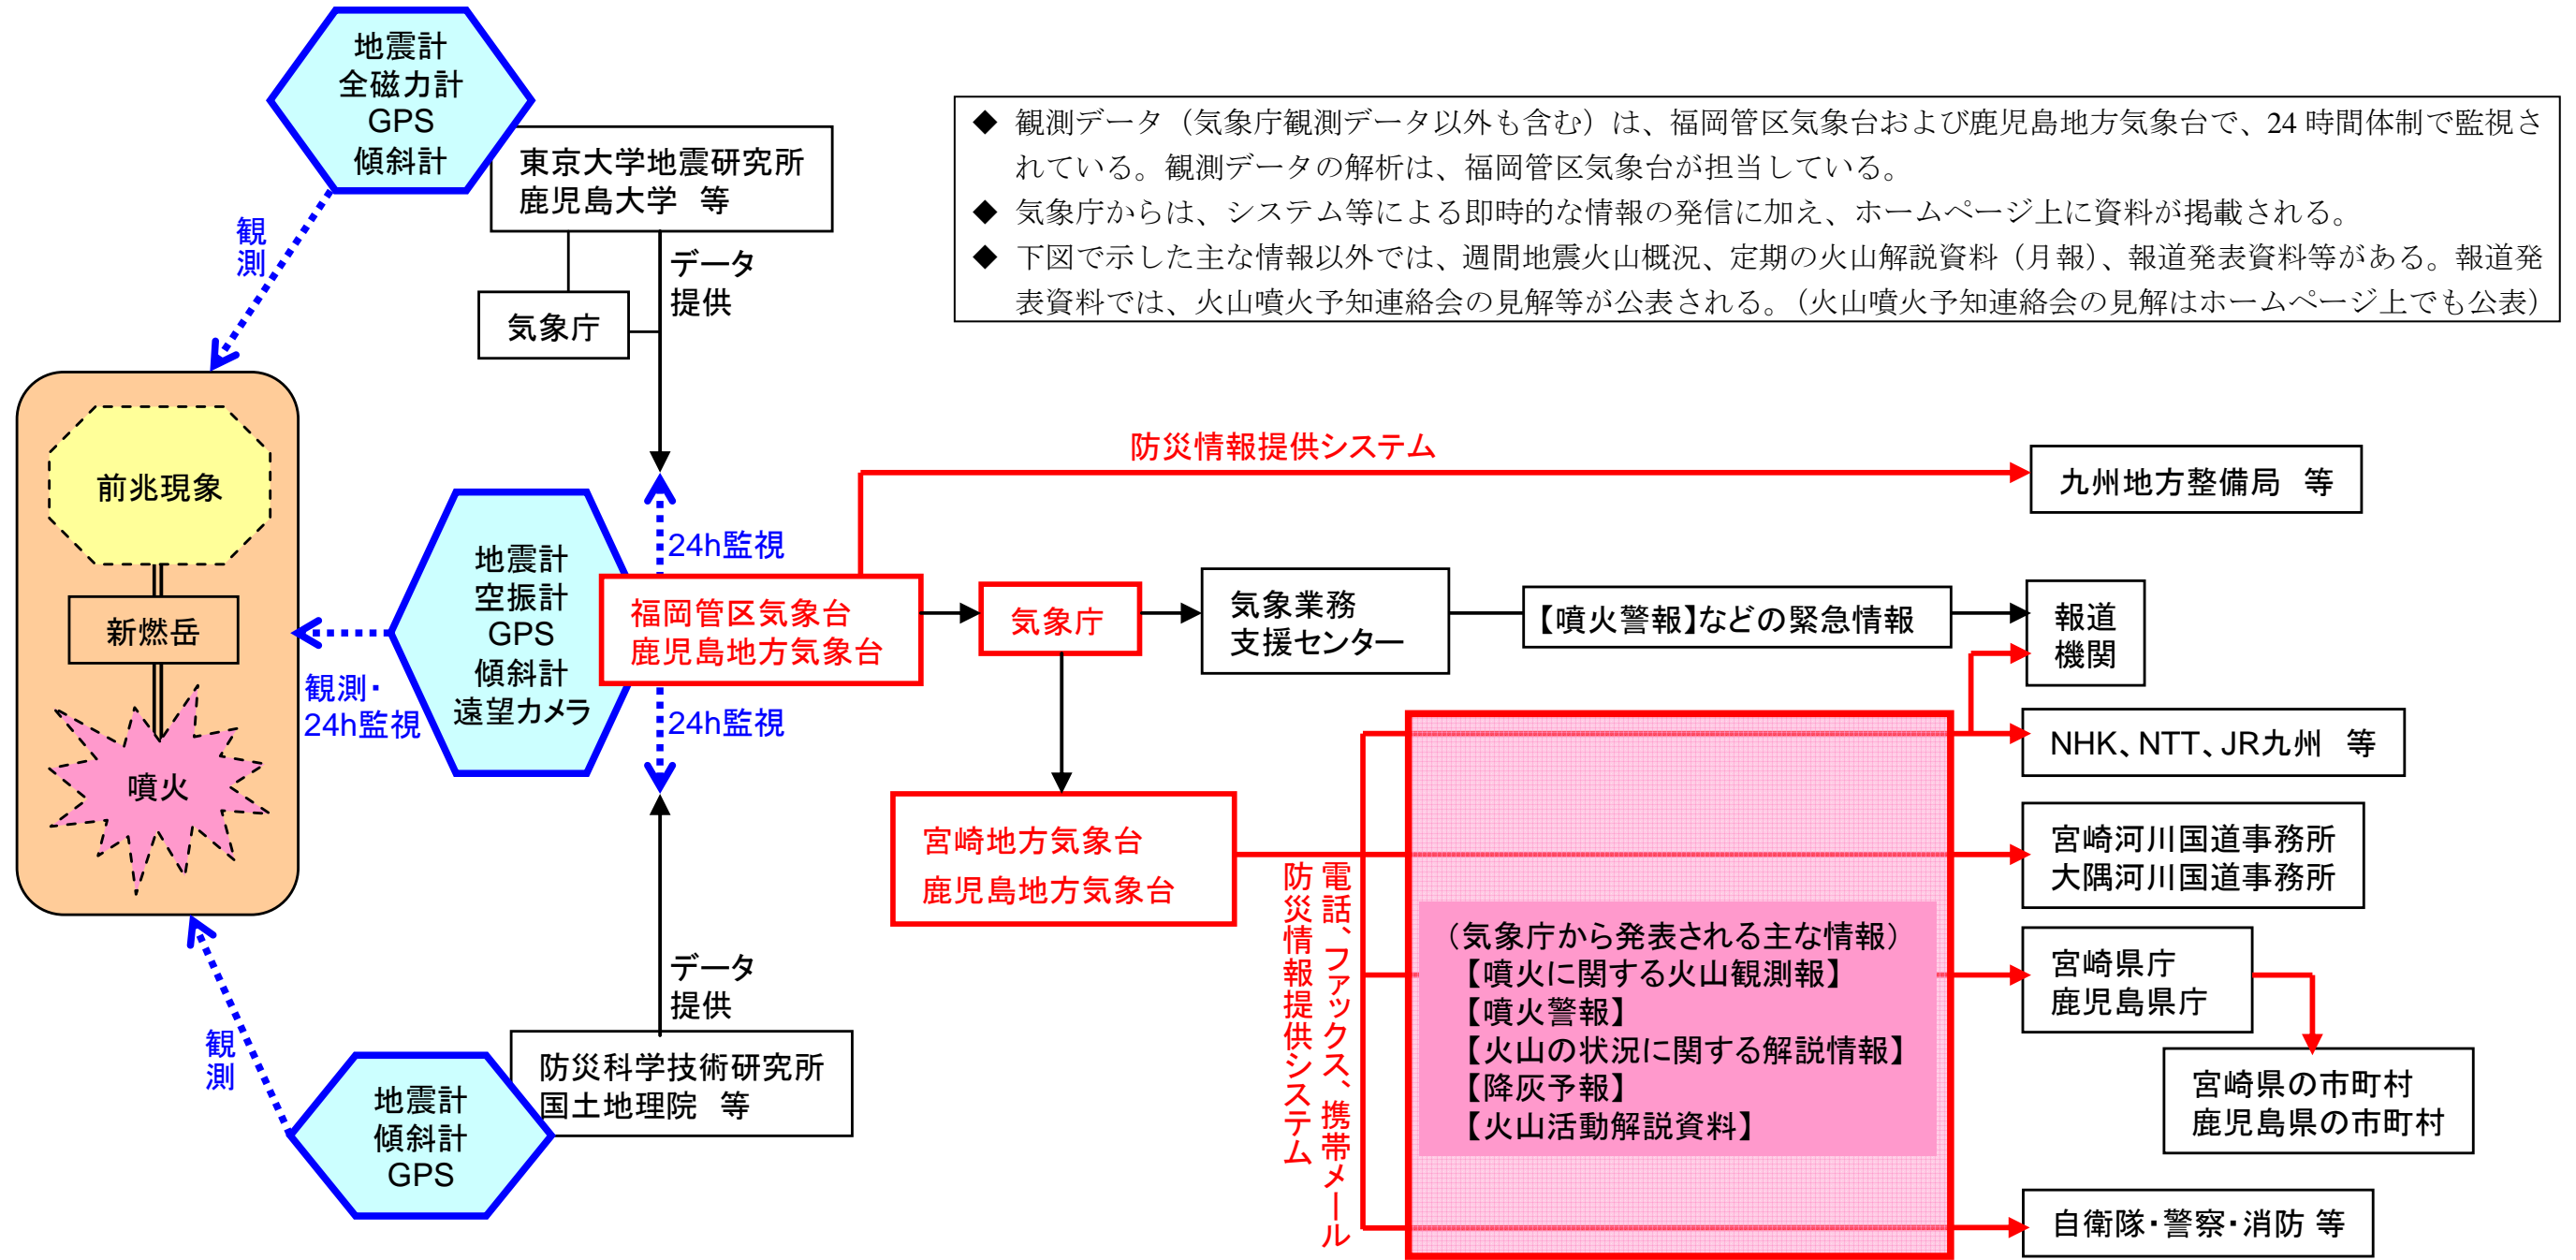 地震計
全磁力計
GPS
傾斜計
東京大学地震研究所
鹿児島大学 等
観測
データ
提供
気象庁
◆ 観測データ（気象庁観測データ以外も含む）は、福岡管区気象台および鹿児島地方気象台で、24 時間体制で監視さ
れている。観測データの解析は、福岡管区気象台が担当している。
◆ 気象庁からは、システム等による即時的な情報の発信に加え、ホームページ上に資料が掲載される。
◆ 下図で示した主な情報以外では、週間地震火山概況、定期の火山解説資料（月報）、報道発表資料等がある。報道発
表資料では、火山噴火予知連絡会の見解等が公表される。（火山噴火予知連絡会の見解はホームページ上でも公表）
前兆現象
新燃岳
噴火
観測・
24h監視
地震計
空振計
GPS
傾斜計
遠望カメラ
24h監視
福岡管区気象台
鹿児島地方気象台
24h監視
防災情報提供システム
九州地方整備局 等
気象庁
気象業務
支援センター
【噴火警報】などの緊急情報
報道
機関
NHK、NTT、JR九州 等
宮崎地方気象台
鹿児島地方気象台
電話、ファックス、携帯メール
防災情報提供システム
（気象庁から発表される主な情報）
【噴火に関する火山観測報】
【噴火警報】
【火山の状況に関する解説情報】
【降灰予報】
【火山活動解説資料】
宮崎河川国道事務所
大隅河川国道事務所
宮崎県庁
鹿児島県庁
宮崎県の市町村
鹿児島県の市町村
自衛隊・警察・消防 等
データ
提供
観測
防災科学技術研究所
国土地理院 等
地震計
傾斜計
GPS